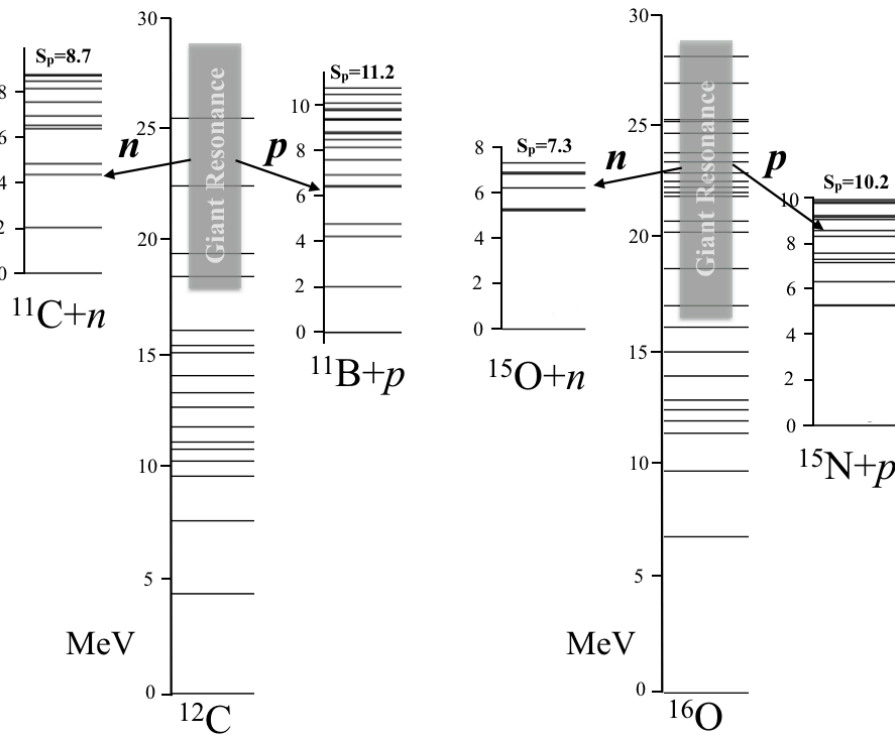 S_p=8.7
8
6
4
2
0
¹¹C+n
30
25
20
15
10
5
0
MeV
¹²C
Giant Resonance
n
p
S_p=11.2
10
8
6
4
2
0
¹¹B+p
S_p=7.3
8
6
4
2
0
¹⁵O+n
30
25
20
15
10
5
0
MeV
¹⁶O
Giant Resonance
n
p
S_p=10.2
10
8
6
4
2
0
¹⁵N+p